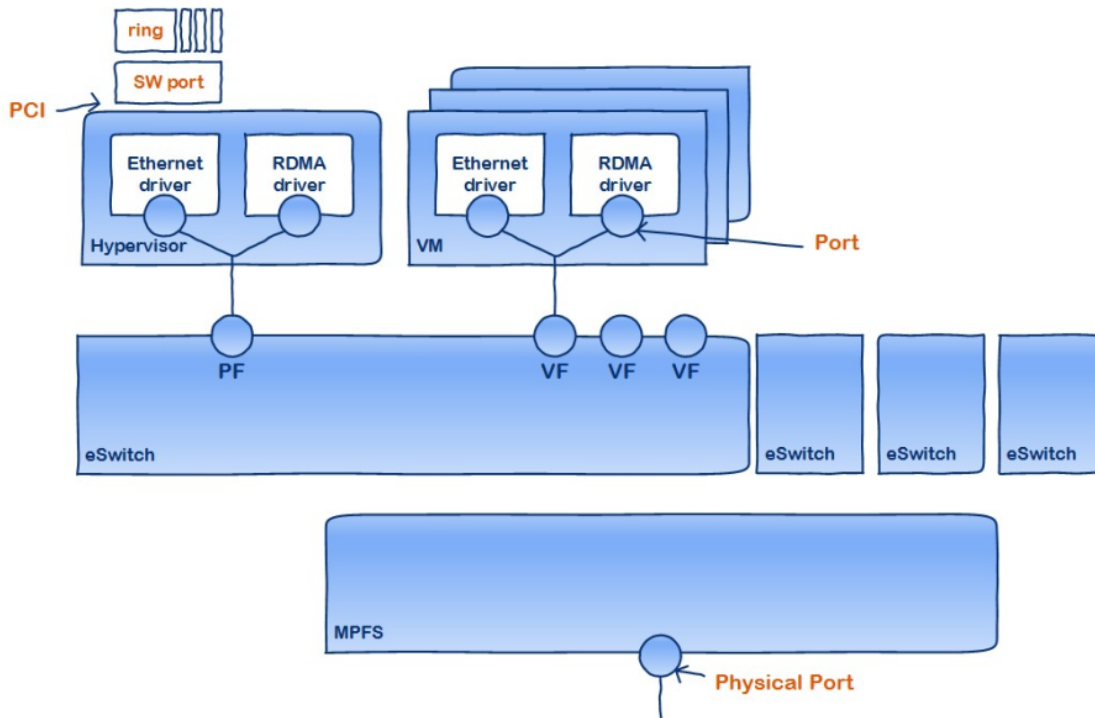 ring
SW port
PCI
Ethernet
driver
RDMA
driver
Hypervisor
Ethernet
driver
RDMA
driver
VM
Port
PF
VF
VF
VF
eSwitch
eSwitch
eSwitch
eSwitch
MPFS
Physical Port